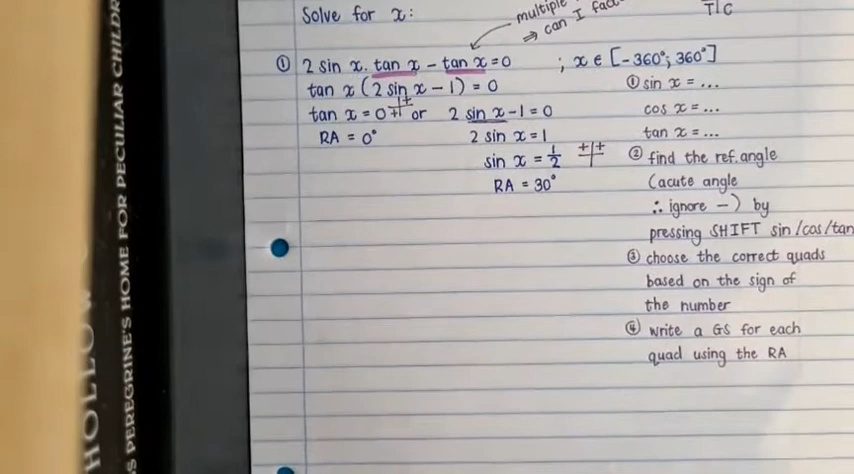 Solve for x:
multiple
⇒ can I
T|C
① 2 sin x. tan x - tan x = 0 ; x ∈ [-360°; 360°]
tan x (2 sin x - 1) = 0
tan x = 0 or 2 sin x - 1 = 0
RA = 0° 2 sin x = 1
sin x = 1/2 +|+
RA = 30°
① sin x = ...
cos x = ...
tan x = ...
② find the ref. angle
(acute angle
∴ ignore -) by
pressing SHIFT sin/cos/tan
③ choose the correct quads
based on the sign of
the number
④ write a GS for each
quad using the RA
HOLLOW
S PEREGRINE'S HOME FOR PECULIAR CHILDR